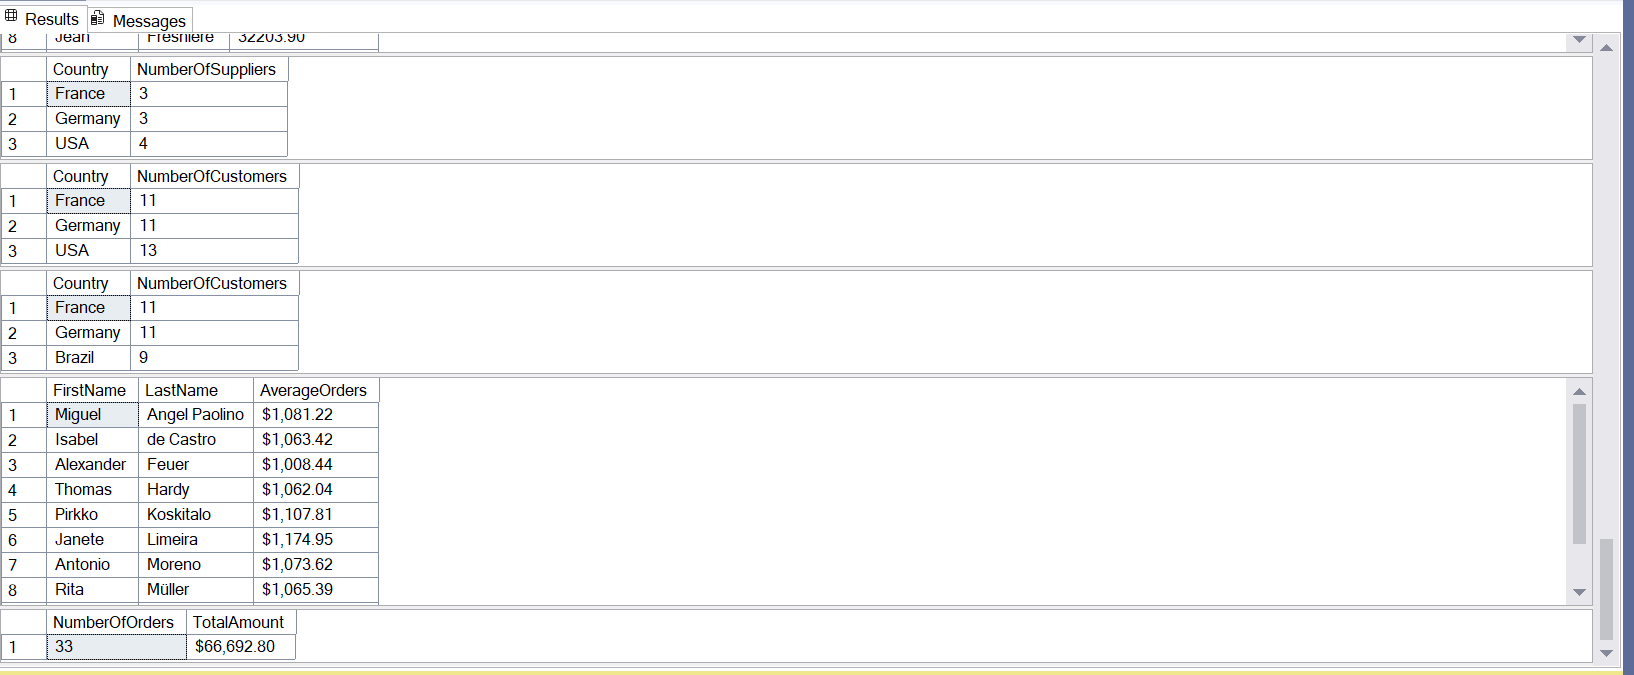 Results Messages
8 Jean Fresnière 32203.90
Country NumberOfSuppliers
1 France 3
2 Germany 3
3 USA 4
Country NumberOfCustomers
1 France 11
2 Germany 11
3 USA 13
Country NumberOfCustomers
1 France 11
2 Germany 11
3 Brazil 9
FirstName LastName AverageOrders
1 Miguel Angel Paolino $1,081.22
2 Isabel de Castro $1,063.42
3 Alexander Feuer $1,008.44
4 Thomas Hardy $1,062.04
5 Pirkko Koskitalo $1,107.81
6 Janete Limeira $1,174.95
7 Antonio Moreno $1,073.62
8 Rita Müller $1,065.39
NumberOfOrders TotalAmount
1 33 $66,692.80